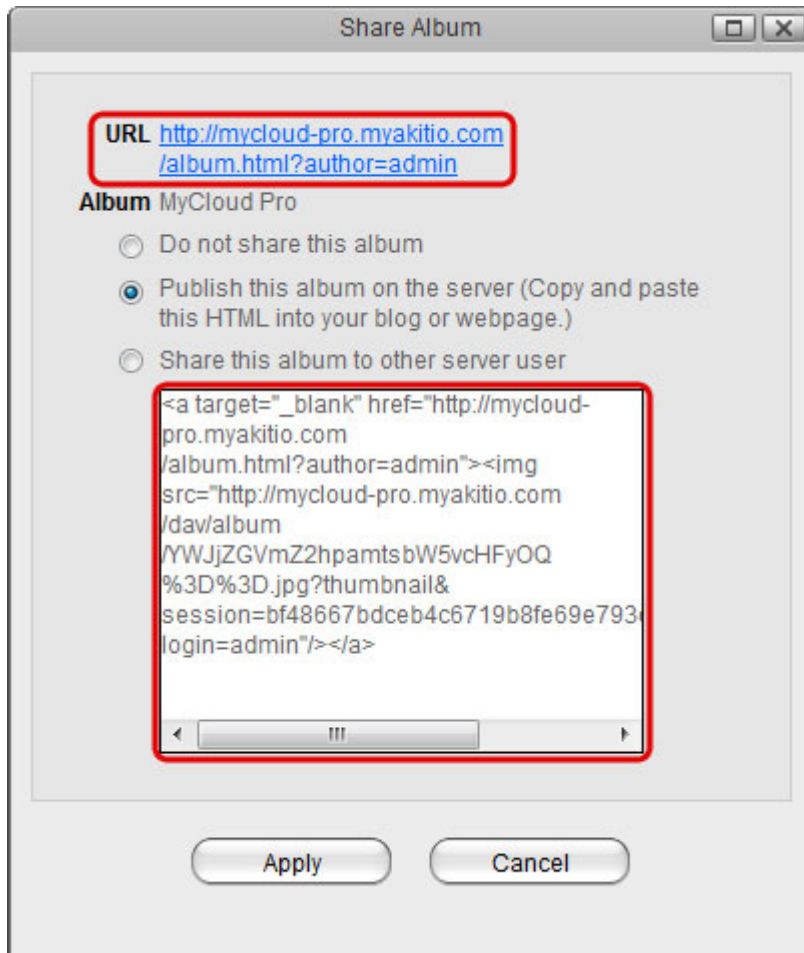 Share Album
URL http://mycloud-pro.myakitio.com
/album.html?author=admin
Album MyCloud Pro
Do not share this album
Publish this album on the server (Copy and paste
this HTML into your blog or webpage.)
Share this album to other server user
<a target="_blank" href="http://mycloud-
pro.myakitio.com
/album.html?author=admin"><img
src="http://mycloud-pro.myakitio.com
/dav/album
/YWJjZGVmZ2hpamtsbW5vcHFyOQ
%3D%3D.jpg?thumbnail&
session=bf48667bdceb4c6719b8fe69e793
login=admin"/></a>
Apply
Cancel